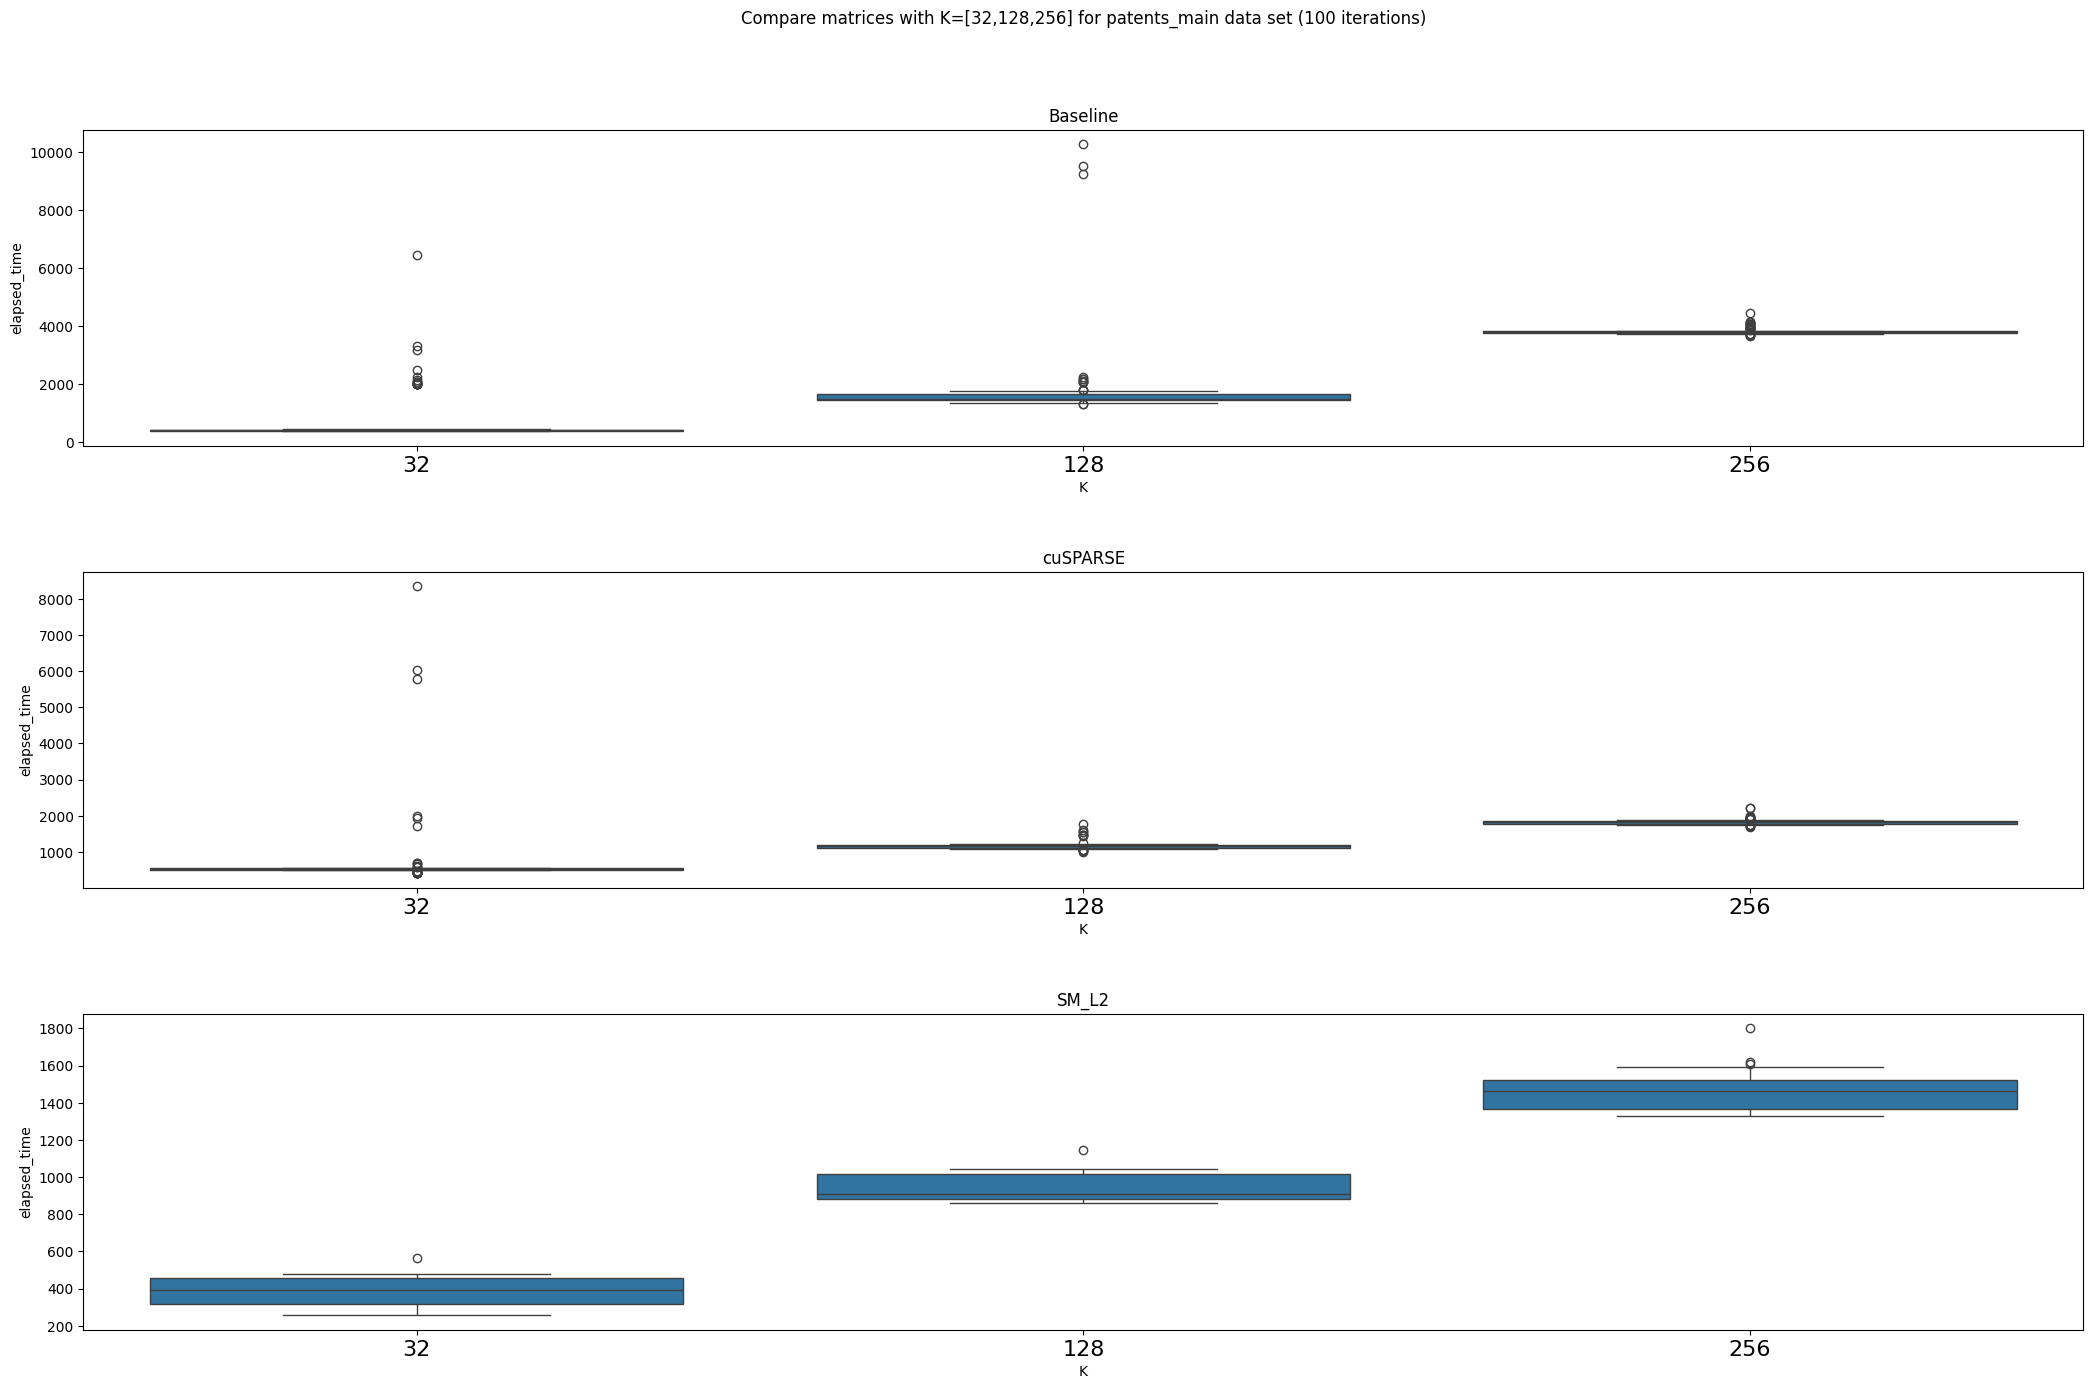 Compare matrices with K=[32,128,256] for patents_main data set (100 iterations)
Baseline
10000
8000
6000
4000
2000
0
elapsed_time
32 128 256
K
cuSPARSE
8000
7000
6000
5000
4000
3000
2000
1000
elapsed_time
32 128 256
K
SM_L2
1800
1600
1400
1200
1000
800
600
400
200
elapsed_time
32 128 256
K